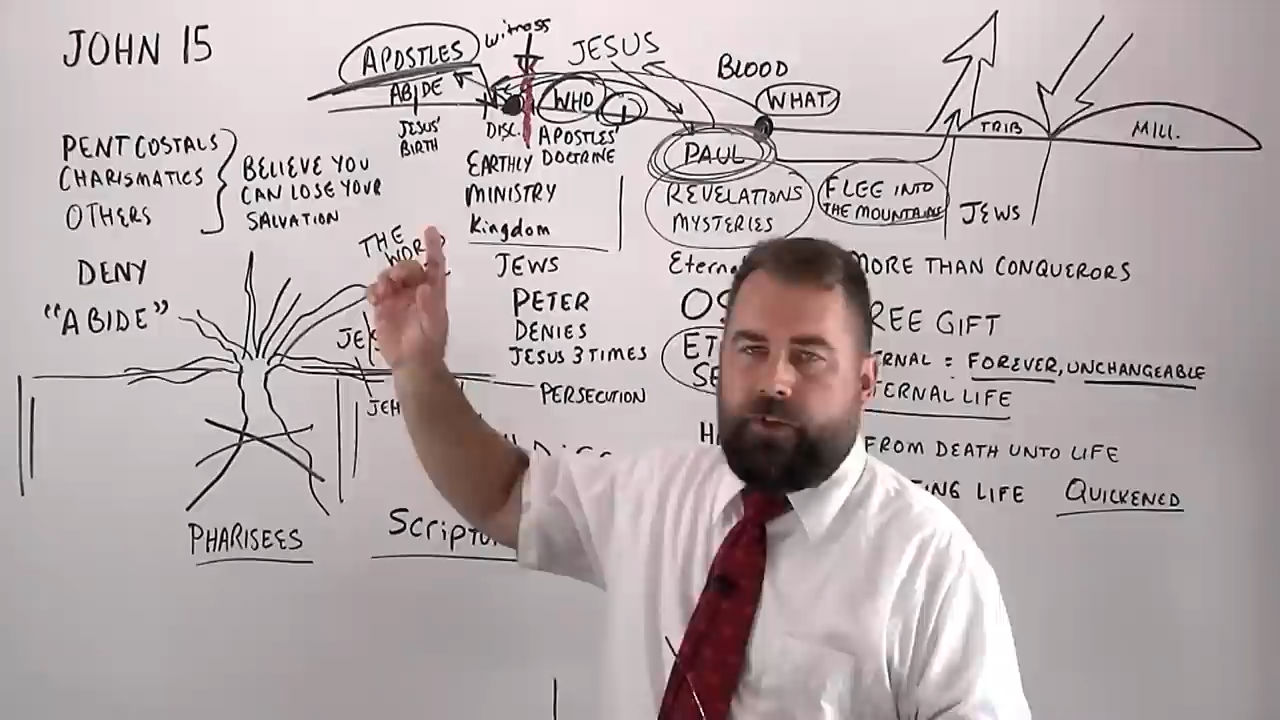 JOHN 15
APOSTLES
witness
JESUS
BLOOD
ABIDE
WHO
WHAT
TRIB
MILL.
JESUS'
BIRTH
DISC.
APOSTLES'
DOCTRINE
EARTHLY
MINISTRY
Kingdom
PAUL
REVELATIONS
MYSTERIES
FLEE INTO
THE MOUNTAINS
JEWS
PENTCOSTALS
CHARISMATICS
OTHERS
BELIEVE YOU
CAN LOSE YOUR
SALVATION
THE
DENY
"ABIDE"
JEWS
PETER
DENIES
JESUS 3 TIMES
PERSECUTION
MORE THAN CONQUERORS
REE GIFT
RNAL = FOREVER, UNCHANGEABLE
TERNAL LIFE
FROM DEATH UNTO LIFE
ING LIFE QUICKENED
PHARISEES